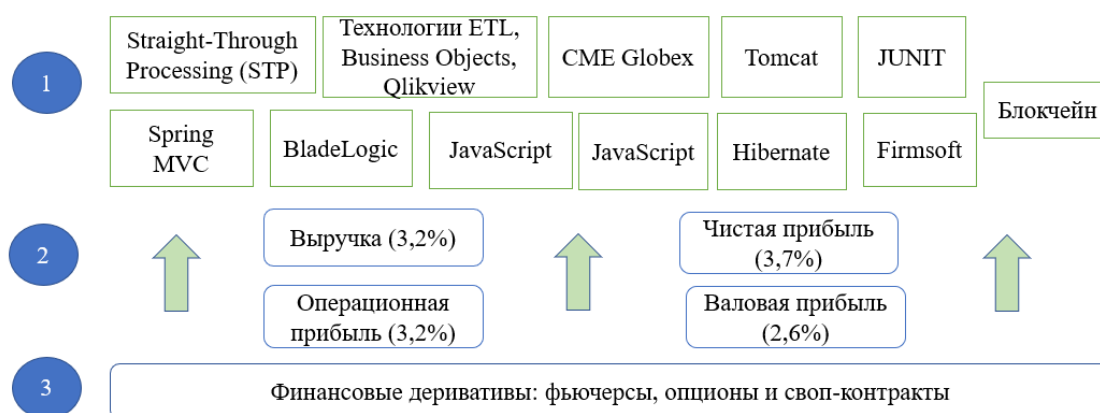 1
Straight-Through
Processing (STP)
Технологии ETL,
Business Objects,
Qlikview
CME Globex
Tomcat
JUNIT
Блокчейн
Spring
MVC
BladeLogic
JavaScript
JavaScript
Hibernate
Firmsoft
2
Выручка (3,2%)
Чистая прибыль
(3,7%)
Операционная
прибыль (3,2%)
Валовая прибыль
(2,6%)
3
Финансовые деривативы: фьючерсы, опционы и своп-контракты